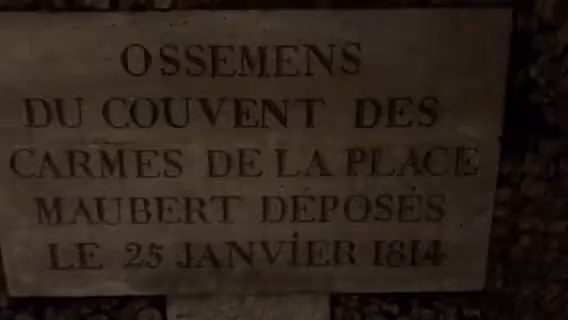 OSSEMENS
DU COUVENT DES
CARMES DE LA PLACE
MAUBERT DÉPOSÉS
LE 25 JANVIER 1814